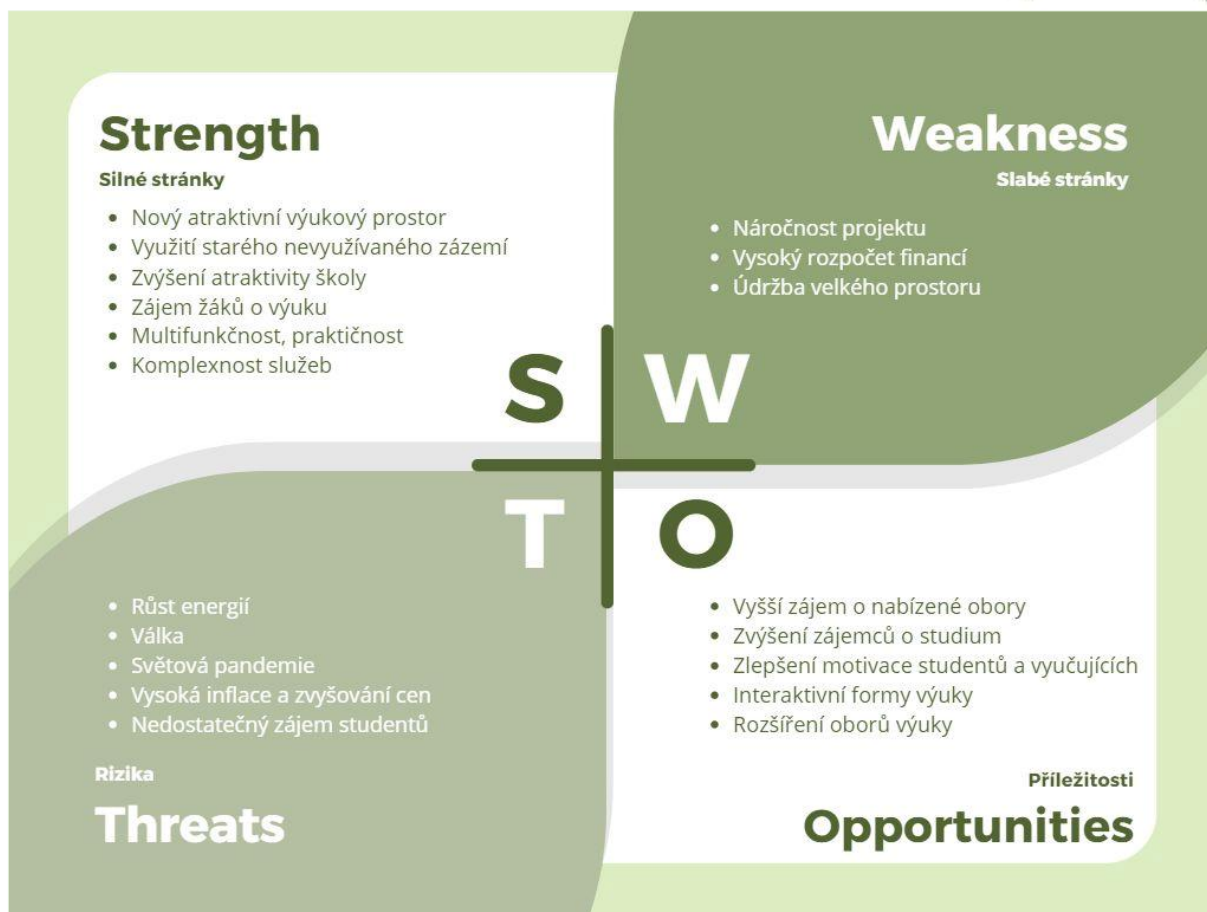 Strength
Silné stránky
• Nový atraktivní výukový prostor
• Využití starého nevyužívaného zázemí
• Zvýšení atraktivity školy
• Zájem žáků o výuku
• Multifunkčnost, praktičnost
• Komplexnost služeb
Weakness
Slabé stránky
• Náročnost projektu
• Vysoký rozpočet financí
• Údržba velkého prostoru
S W
T O
• Růst energií
• Válka
• Světová pandemie
• Vysoká inflace a zvyšování cen
• Nedostatečný zájem studentů
Rizika
Threats
• Vyšší zájem o nabízené obory
• Zvýšení zájemců o studium
• Zlepšení motivace studentů a vyučujících
• Interaktivní formy výuky
• Rozšíření oborů výuky
Příležitosti
Opportunities